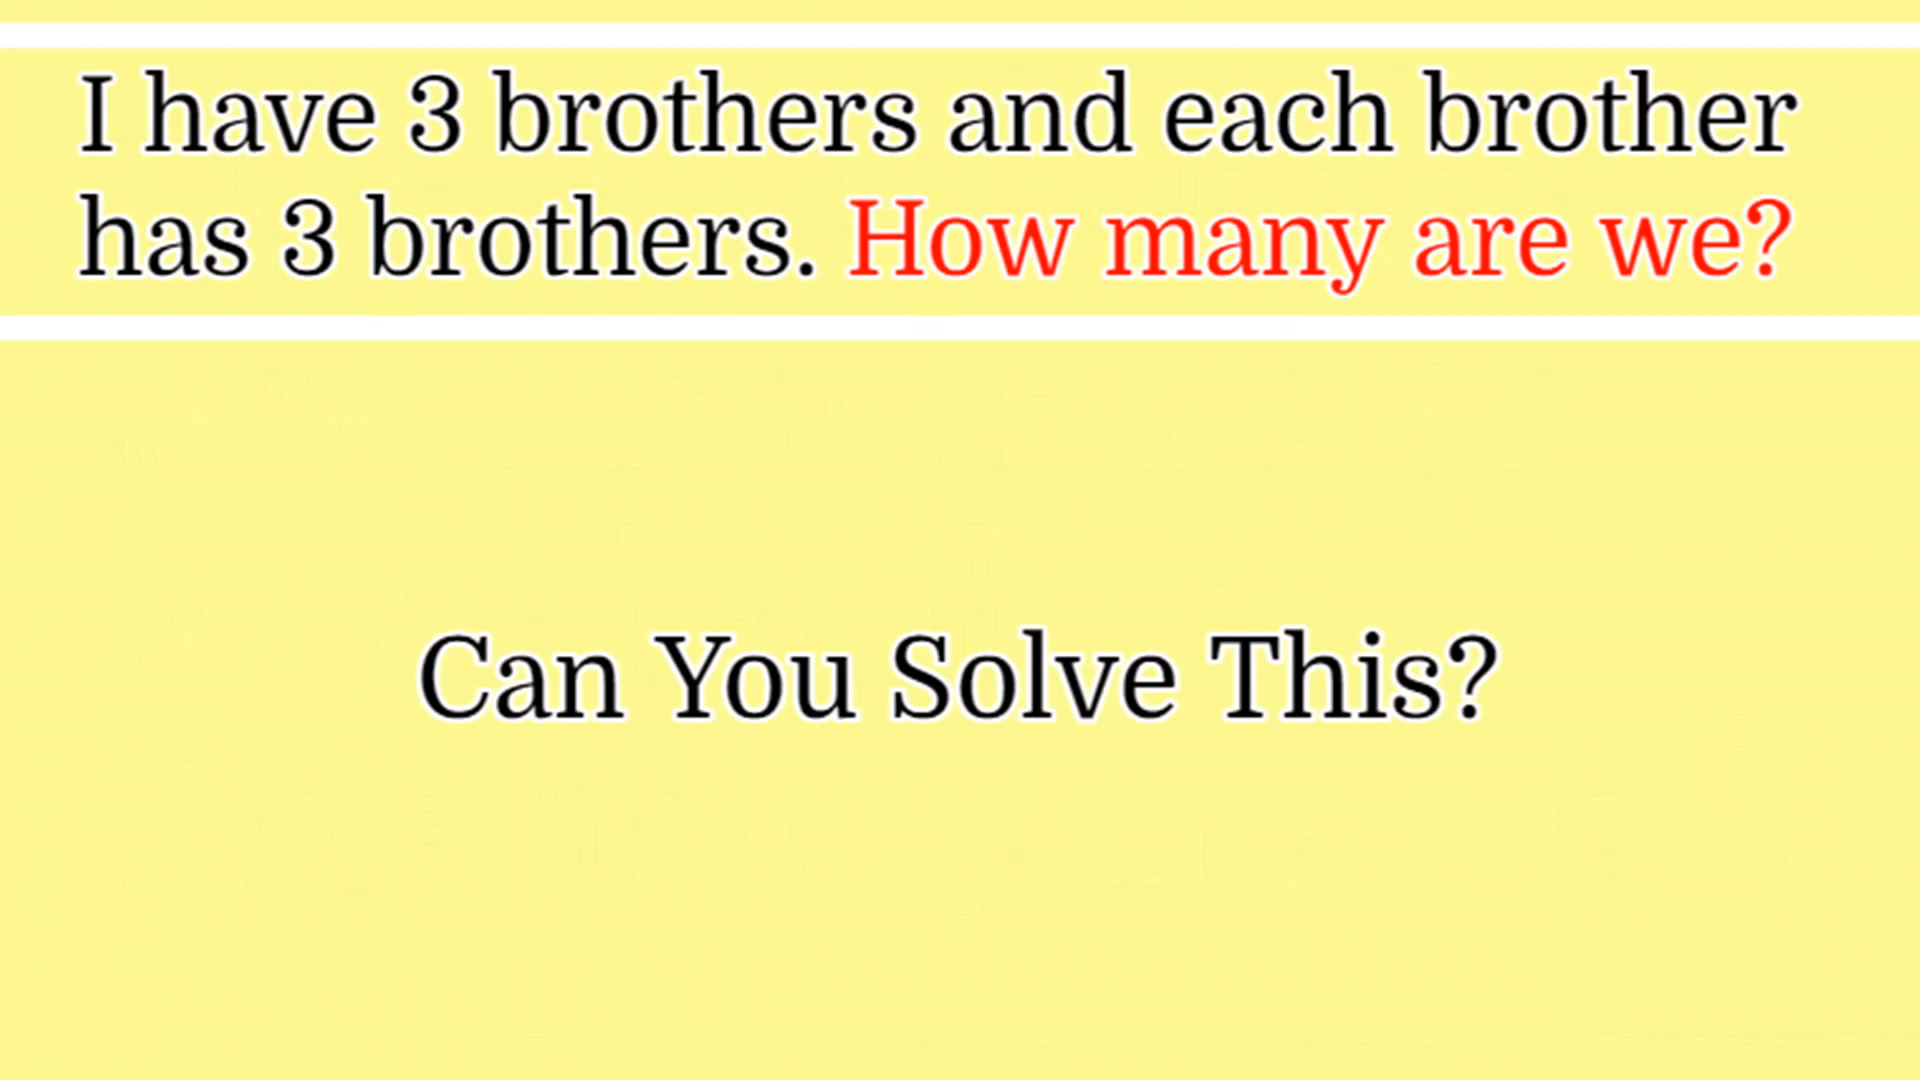 I have 3 brothers and each brother
has 3 brothers. How many are we?
Can You Solve This?